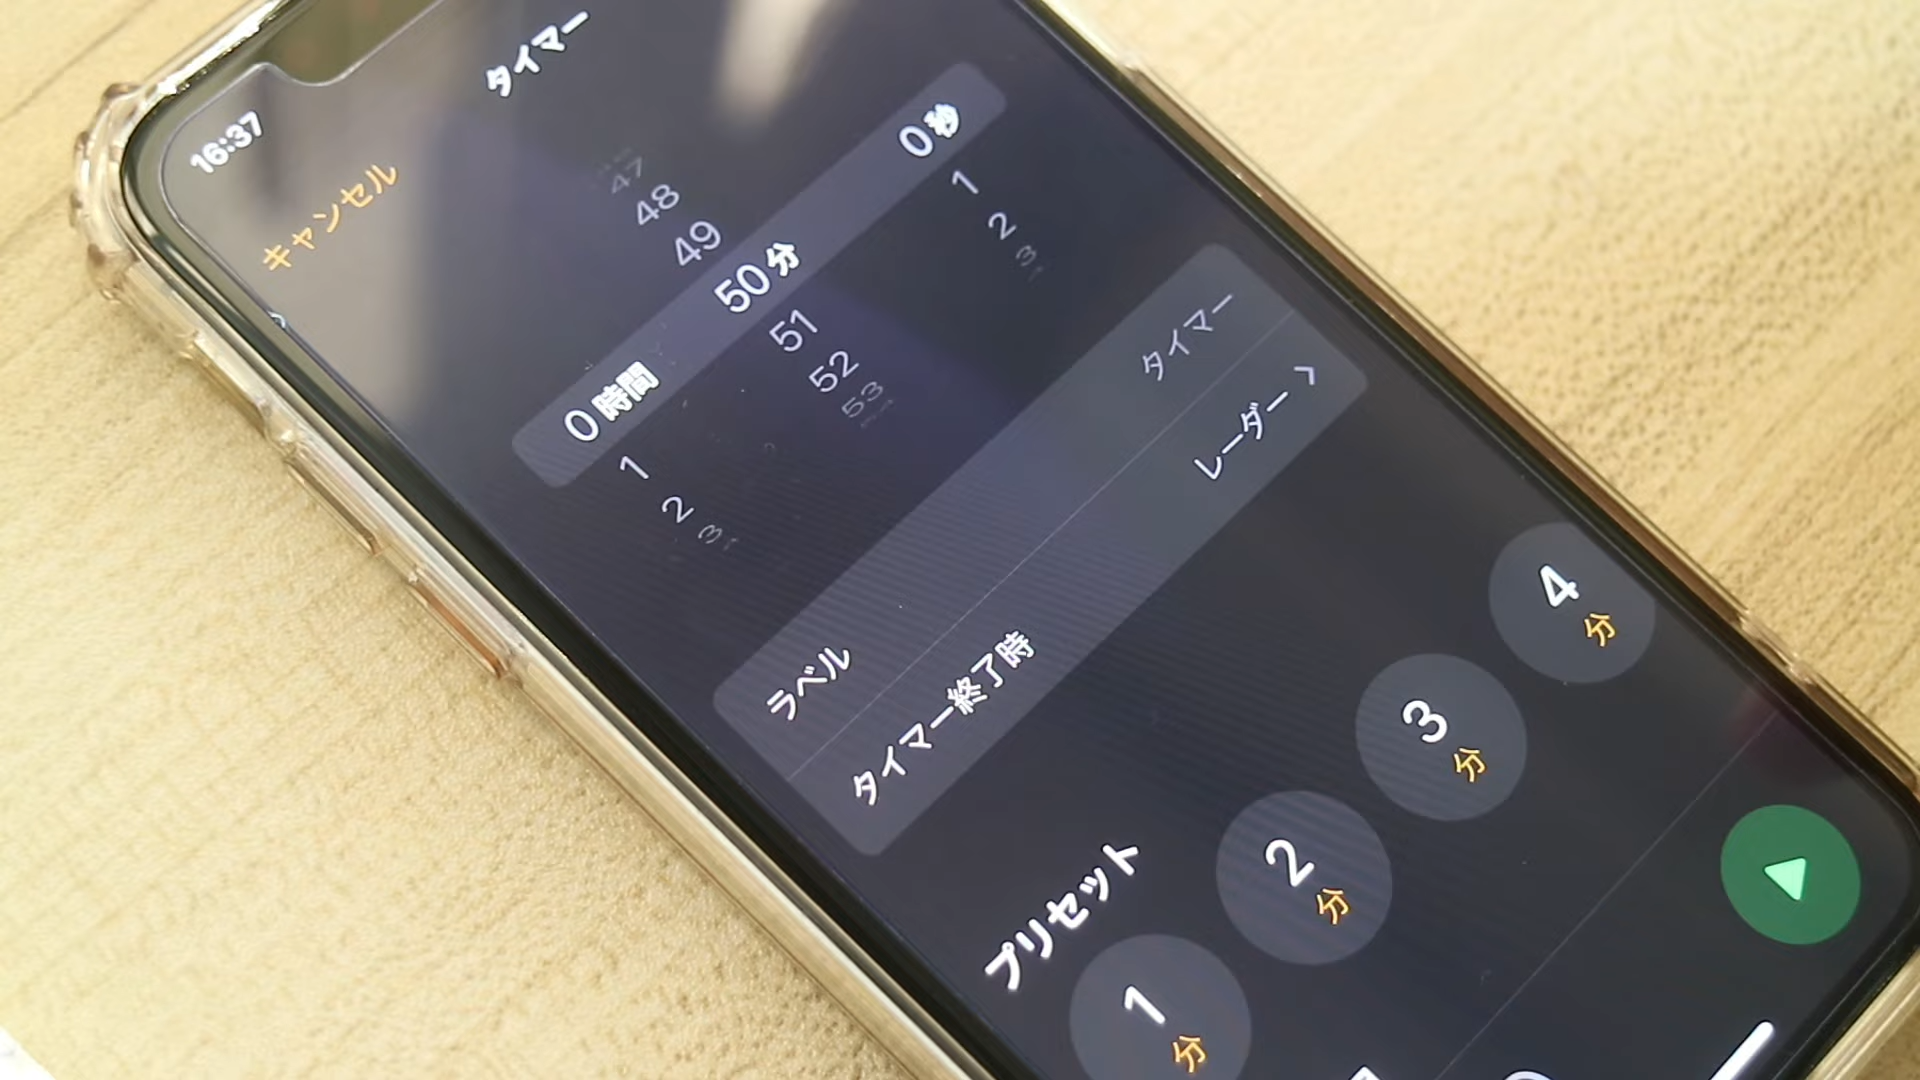 16:37
タイマー
キャンセル
47
48
49
0 時間 50 分 0 秒
1 51 1
2 52 2
3 53 3
ラベル タイマー
タイマー終了時 レーダー >
プリセット
1 2 3 4
分 分 分 分